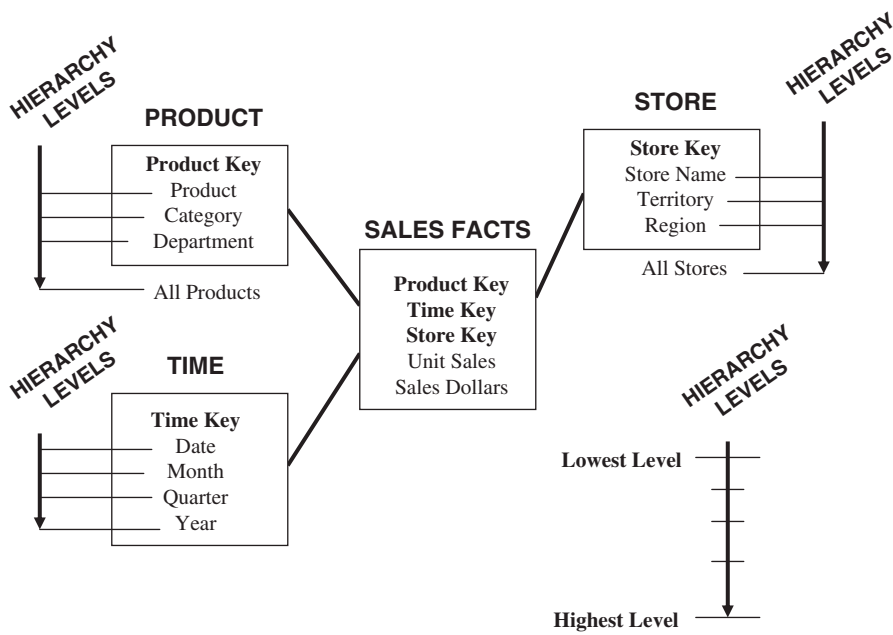 HIERARCHY
LEVELS
PRODUCT
Product Key
Product
Category
Department
All Products
STORE
Store Key
Store Name
Territory
Region
All Stores
HIERARCHY
LEVELS
SALES FACTS
Product Key
Time Key
Store Key
Unit Sales
Sales Dollars
HIERARCHY
LEVELS
TIME
Time Key
Date
Month
Quarter
Year
HIERARCHY
LEVELS
Lowest Level
Highest Level